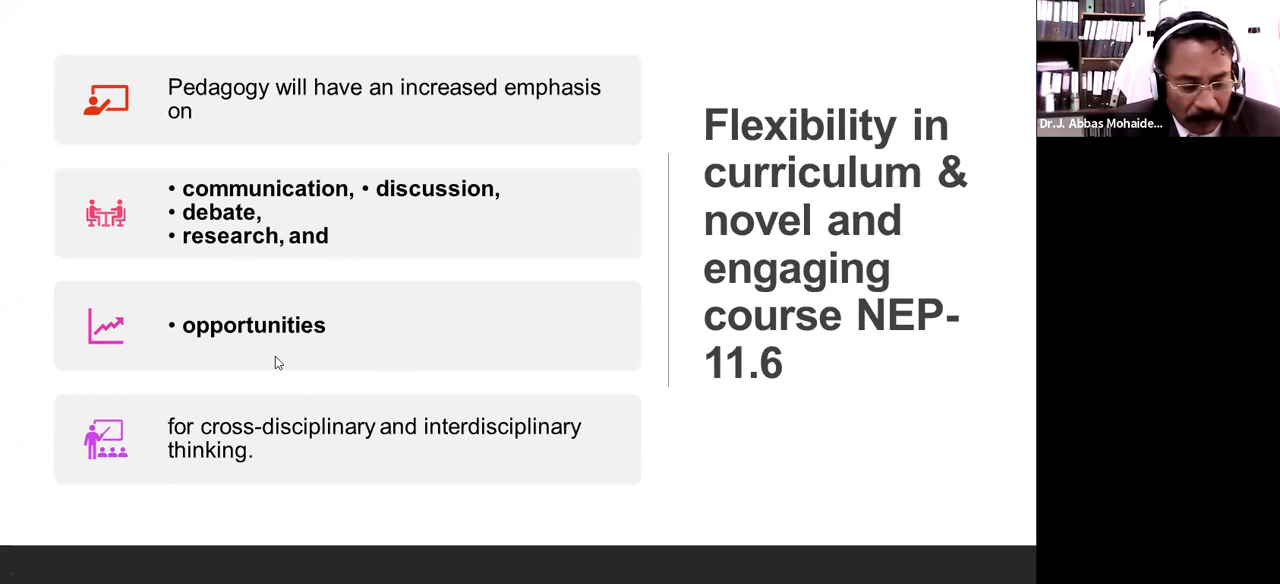 Pedagogy will have an increased emphasis
on
• communication, • discussion,
• debate,
• research, and
• opportunities
for cross-disciplinary and interdisciplinary
thinking.
Flexibility in
curriculum &
novel and
engaging
course NEP-
11.6
Dr.J. Abbas Mohaide...